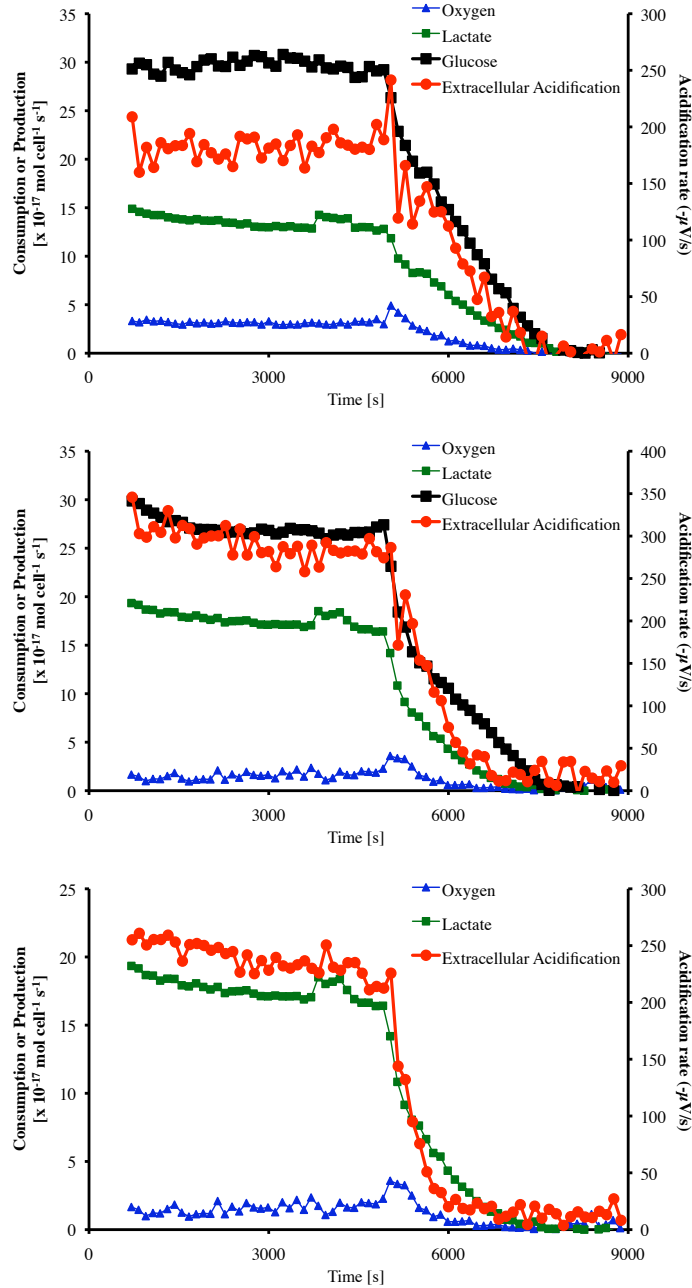 Oxygen
Lactate
Glucose
Extracellular Acidification
Consumption or Production
[x 10⁻¹⁷ mol cell⁻¹ s⁻¹]
35
30
25
20
15
10
5
0
300
250
200
150
100
50
0
Acidification rate (-µV/s)
0
3000
6000
9000
Time [s]
Oxygen
Lactate
Glucose
Extracellular Acidification
Consumption or Production
[x 10⁻¹⁷ mol cell⁻¹ s⁻¹]
35
30
25
20
15
10
5
0
400
350
300
250
200
150
100
50
0
Acidification rate (-µV/s)
0
3000
6000
9000
Time [s]
Oxygen
Lactate
Extracellular Acidification
Consumption or Production
[x 10⁻¹⁷ mol cell⁻¹ s⁻¹]
25
20
15
10
5
0
300
250
200
150
100
50
0
Acidification rate (-µV/s)
0
3000
6000
9000
Time [s]